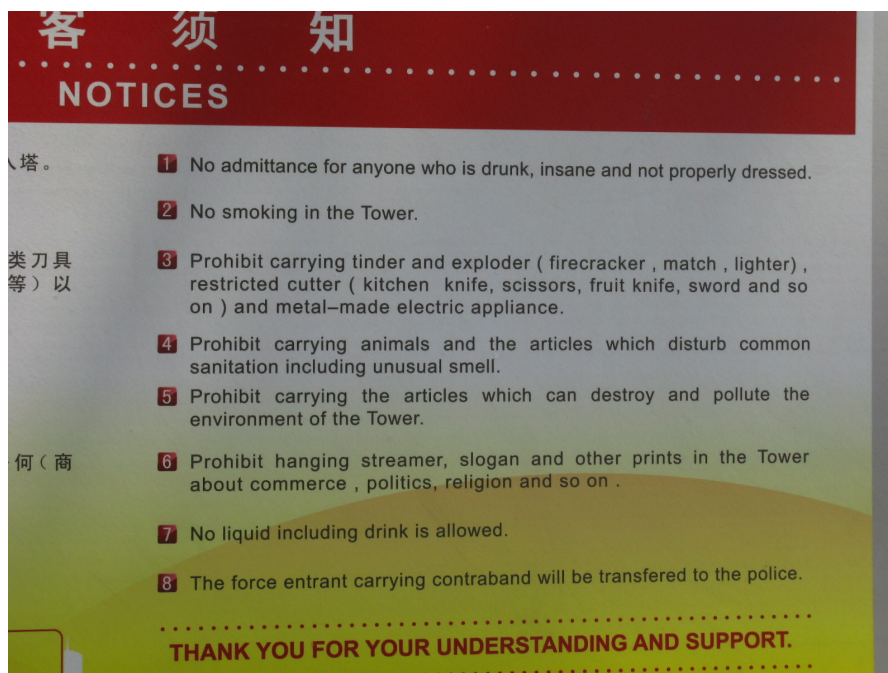 客 须 知
NOTICES
入塔。
1 No admittance for anyone who is drunk, insane and not properly dressed.
2 No smoking in the Tower.
类刀具
等）以
3 Prohibit carrying tinder and exploder ( firecracker , match , lighter) ,
restricted cutter ( kitchen knife, scissors, fruit knife, sword and so
on ) and metal–made electric appliance.
4 Prohibit carrying animals and the articles which disturb common
sanitation including unusual smell.
5 Prohibit carrying the articles which can destroy and pollute the
environment of the Tower.
何（商
6 Prohibit hanging streamer, slogan and other prints in the Tower
about commerce , politics, religion and so on .
7 No liquid including drink is allowed.
8 The force entrant carrying contraband will be transfered to the police.
THANK YOU FOR YOUR UNDERSTANDING AND SUPPORT.